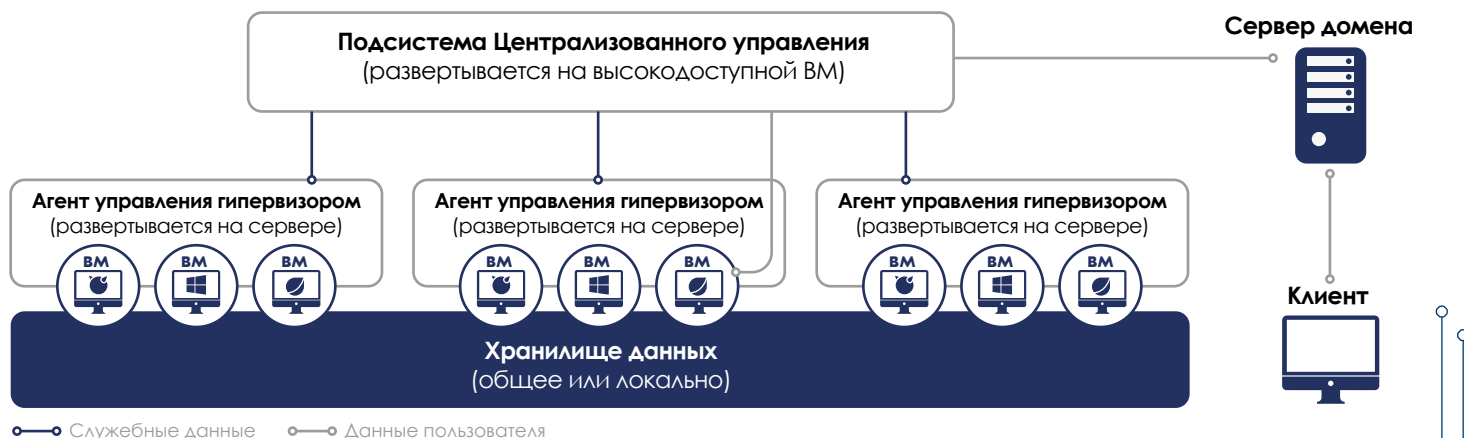 Подсистема Централизованного управления
(развертывается на высокодоступной ВМ)
Сервер домена
Агент управления гипервизором
(развертывается на сервере)
ВМ ВМ ВМ
Агент управления гипервизором
(развертывается на сервере)
ВМ ВМ ВМ
Агент управления гипервизором
(развертывается на сервере)
ВМ ВМ ВМ
Клиент
Хранилище данных
(общее или локально)
Служебные данные
Данные пользователя